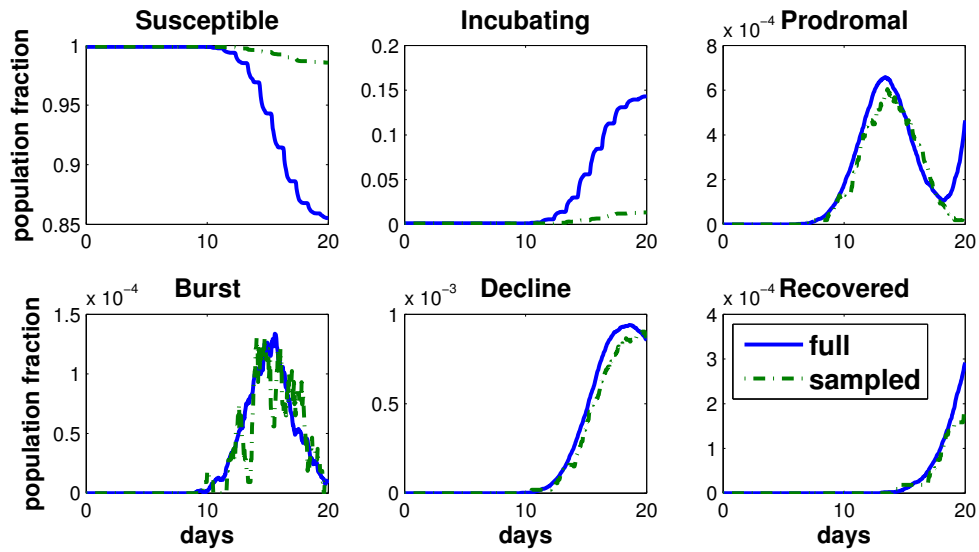 Susceptible
Incubating
Prodromal
population fraction
1
0.95
0.9
0.85
0
10
20
0.2
0.15
0.1
0.05
0
0
10
20
8 x 10⁻⁴
6
4
2
0
0
10
20
Burst
Decline
Recovered
population fraction
x 10⁻⁴
1.5
1
0.5
0
0
10
20
days
x 10⁻³
1
0.5
0
0
10
20
days
x 10⁻⁴
4
3
2
1
0
0
10
20
days
full
sampled